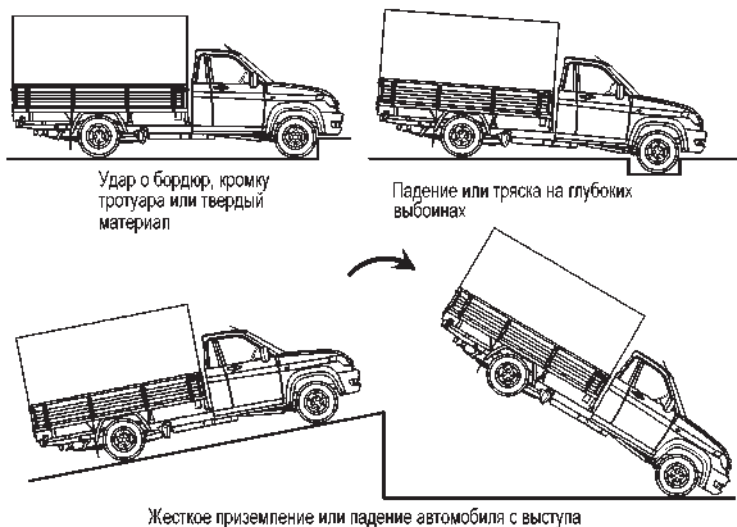 Удар о бордюр, кромку
тротуара или твердый
материал
Падение или тряска на глубоких
выбоинах
Жесткое приземление или падение автомобиля с выступа